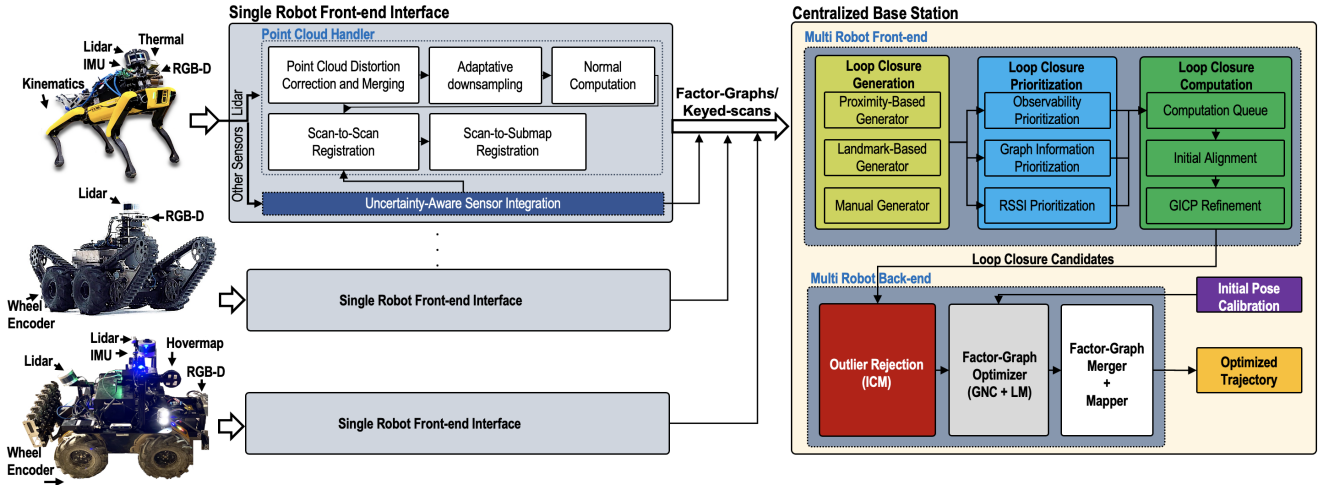 Single Robot Front-end Interface
Point Cloud Handler
Thermal
Lidar
IMU
RGB-D
Kinematics
Lidar
Other Sensors
Point Cloud Distortion
Correction and Merging
Adaptive
downsampling
Normal
Computation
Scan-to-Scan
Registration
Scan-to-Submap
Registration
Uncertainty-Aware Sensor Integration
Factor-Graphs/
Keyed-scans
Lidar
RGB-D
Wheel
Encoder
Single Robot Front-end Interface
Lidar
IMU
Hovermap
Lidar
RGB-D
Wheel
Encoder
Single Robot Front-end Interface
Centralized Base Station
Multi Robot Front-end
Loop Closure
Generation
Proximity-Based
Generator
Landmark-Based
Generator
Manual Generator
Loop Closure
Prioritization
Observability
Prioritization
Graph Information
Prioritization
RSSI Prioritization
Loop Closure
Computation
Computation Queue
Initial Alignment
GICP Refinement
Loop Closure Candidates
Multi Robot Back-end
Initial Pose
Calibration
Outlier Rejection
(ICM)
Factor-Graph
Optimizer
(GNC + LM)
Factor-Graph
Merger
+
Mapper
Optimized
Trajectory